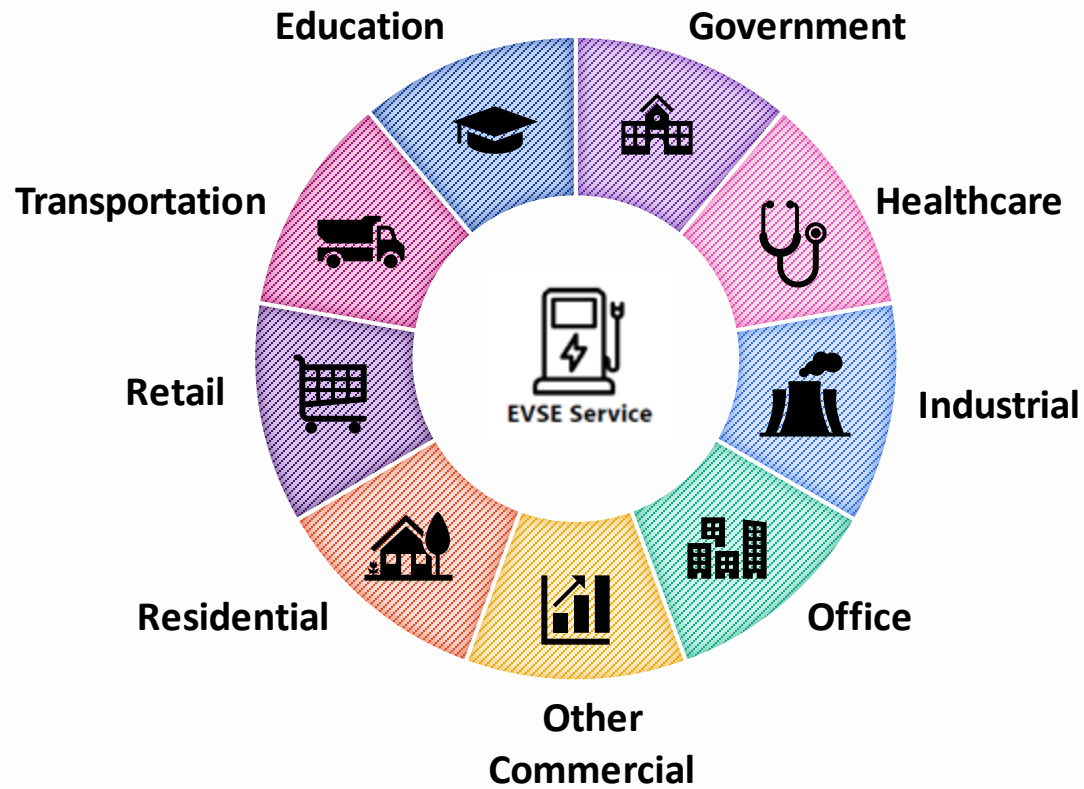 Education
Government
Transportation
Healthcare
Retail
Industrial
EVSE Service
Residential
Office
Other
Commercial